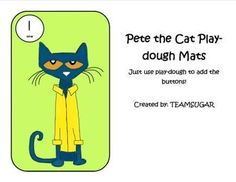 1
one
Pete the Cat Play-
dough Mats
Just use play-dough to add the
buttons!
Created by: TEAMSUGAR